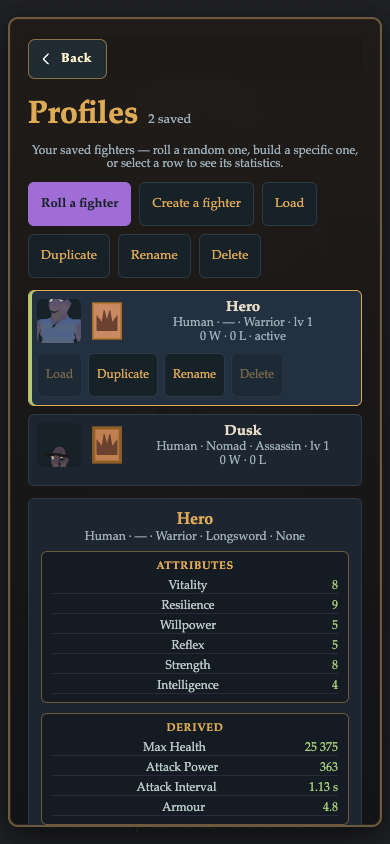 Back
Profiles 2 saved
Your saved fighters — roll a random one, build a specific one,
or select a row to see its statistics.
Roll a fighter Create a fighter Load
Duplicate Rename Delete
Hero
Human · — · Warrior · lv 1
0 W · 0 L · active
Load Duplicate Rename Delete
Dusk
Human · Nomad · Assassin · lv 1
0 W · 0 L
Hero
Human · — · Warrior · Longsword · None
ATTRIBUTES
Vitality 8
Resilience 9
Willpower 5
Reflex 5
Strength 8
Intelligence 4
DERIVED
Max Health 25 375
Attack Power 363
Attack Interval 1.13 s
Armour 4.8